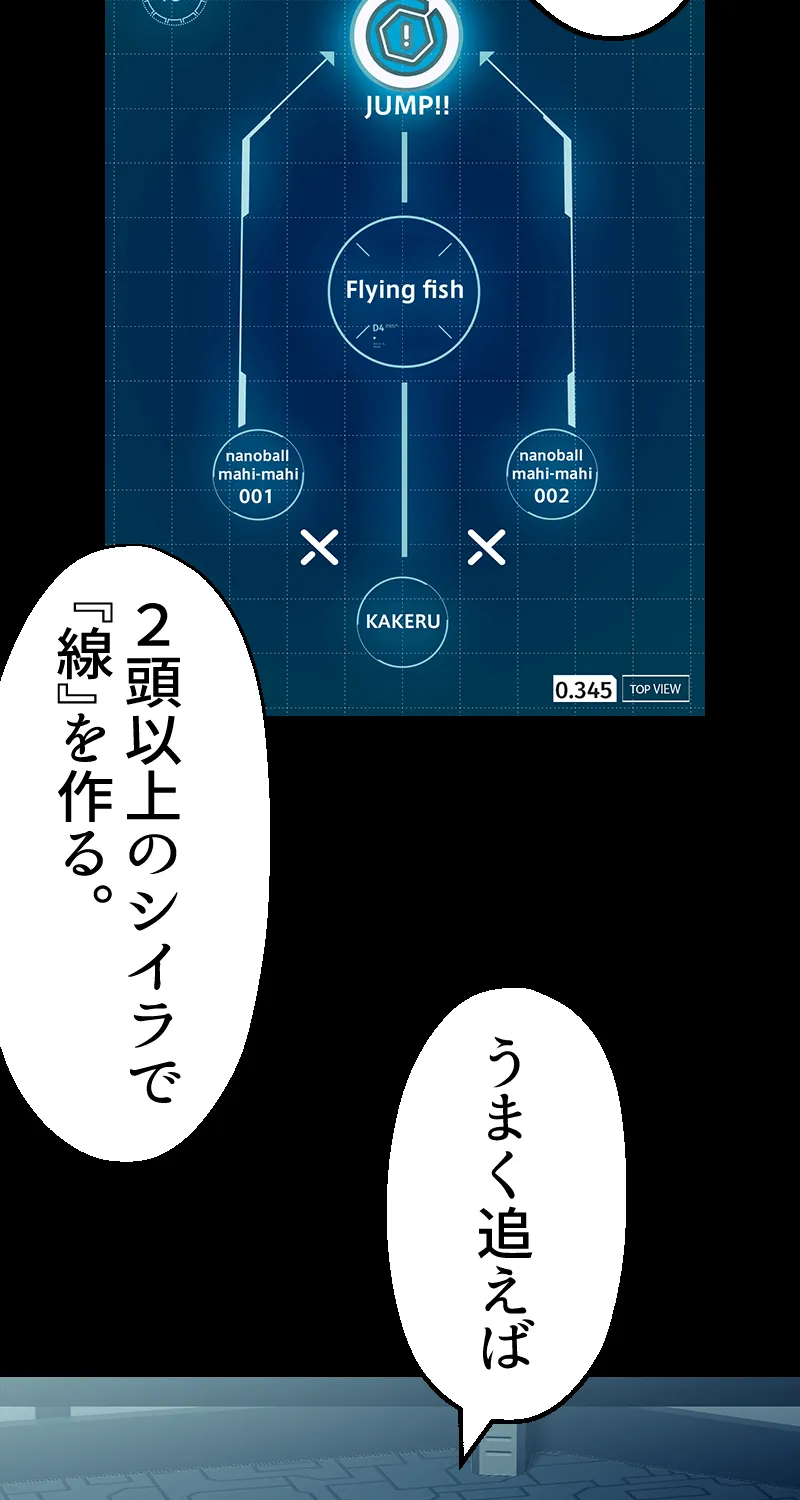 JUMP!!
Flying fish
D4
nanoball
mahi-mahi
001
nanoball
mahi-mahi
002
KAKERU
0.345
TOP VIEW
２頭以上のシイラで
『線』を作る。
うまく追えば